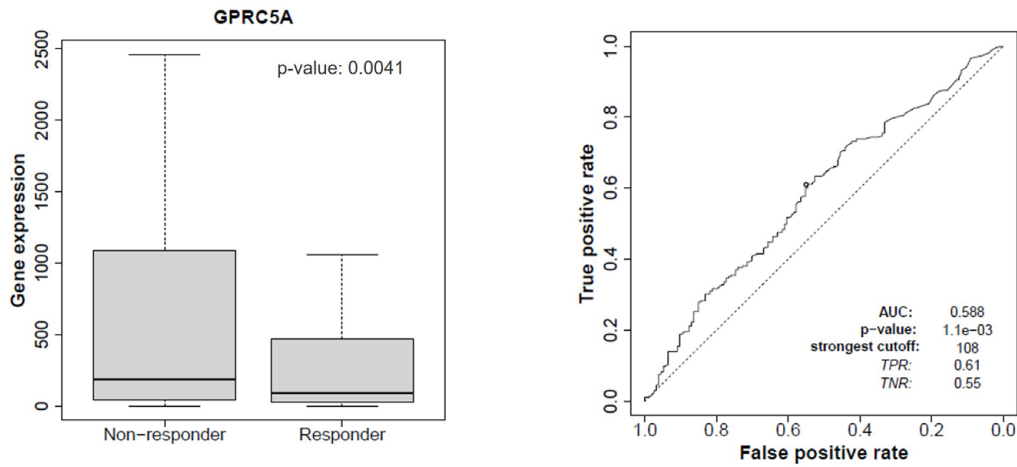 GPRC5A
p-value: 0.0041
Gene expression
2500
2000
1500
1000
500
0
Non-responder
Responder
True positive rate
1.0
0.8
0.6
0.4
0.2
0.0
AUC: 0.588
p-value: 1.1e-03
strongest cutoff: 108
TPR: 0.61
TNR: 0.55
1.0 0.8 0.6 0.4 0.2 0.0
False positive rate